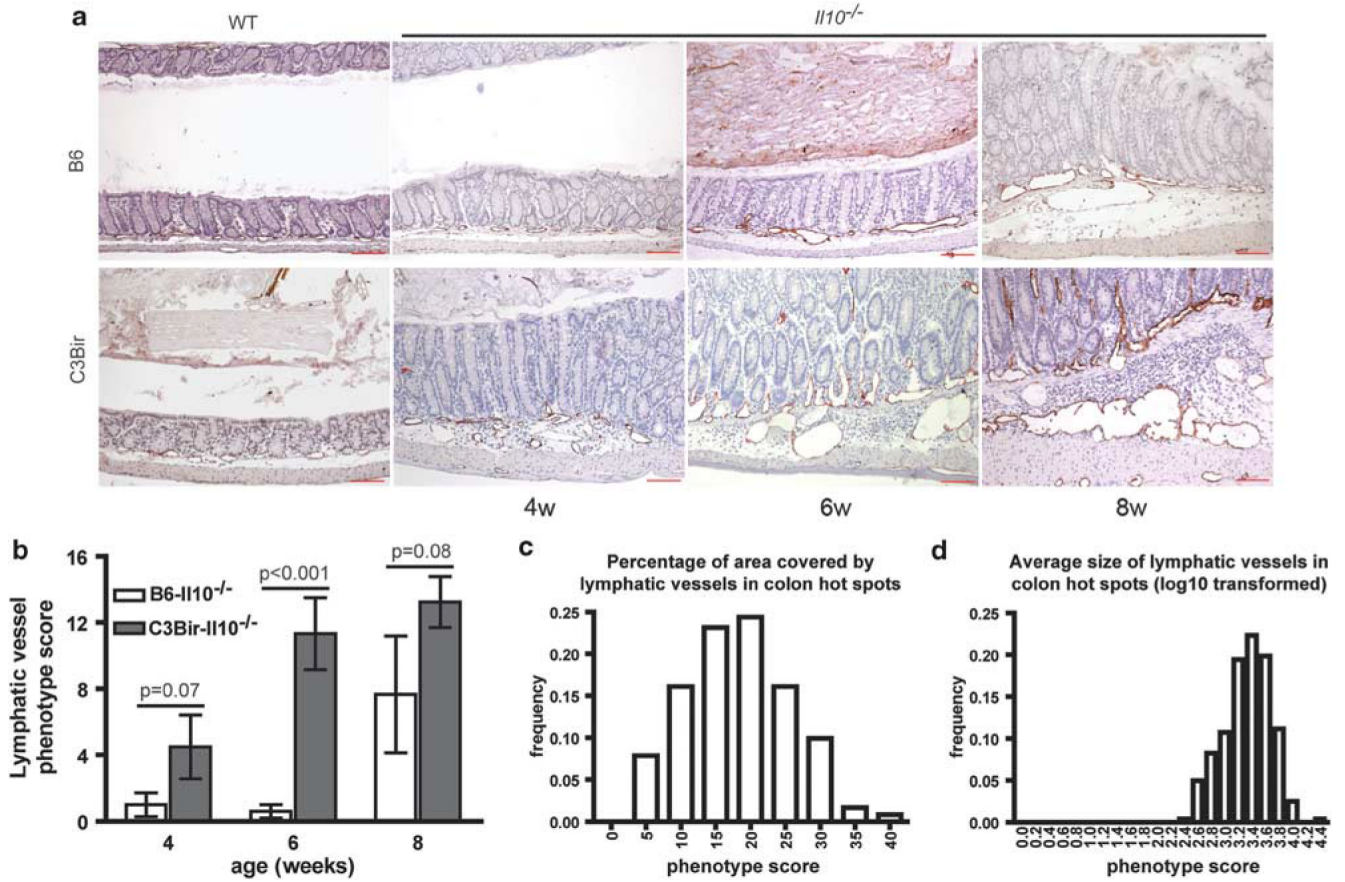 a
WT
Il10-/-
B6
C3Bir
4w
6w
8w
b
Lymphatic vessel
phenotype score
16
12
8
4
0
B6-Il10-/-
C3Bir-Il10-/-
p=0.07
p<0.001
p=0.08
4
6
8
age (weeks)
c
Percentage of area covered by
lymphatic vessels in colon hot spots
frequency
0.25
0.20
0.15
0.10
0.05
0.00
0
5
10
15
20
25
30
35
40
phenotype score
d
Average size of lymphatic vessels in
colon hot spots (log10 transformed)
frequency
0.25
0.20
0.15
0.10
0.05
0.00
0.0
0.2
0.4
0.6
0.8
1.0
1.2
1.4
1.6
1.8
2.0
2.2
2.4
2.6
2.8
3.0
3.2
3.4
3.6
3.8
4.0
4.2
4.4
phenotype score